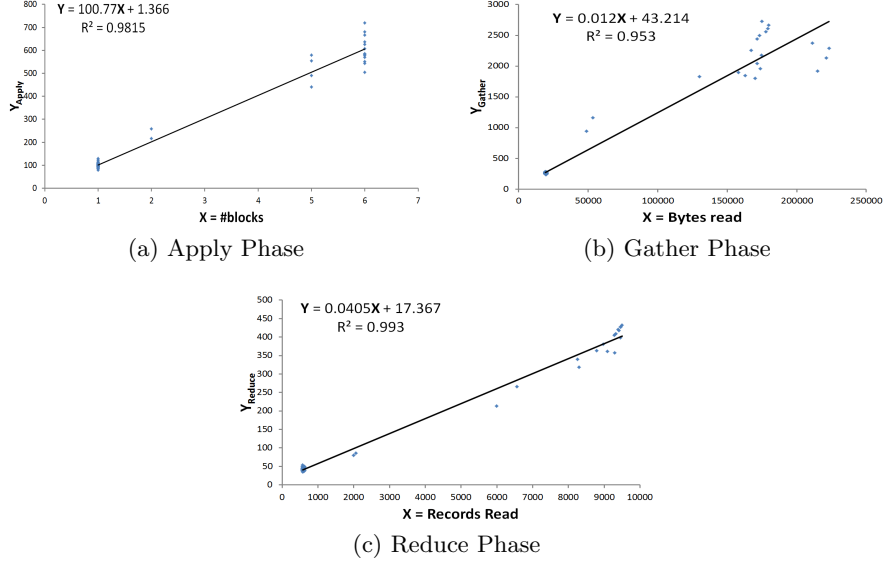 Y = 100.77X + 1.366
R² = 0.9815
800
700
600
500
400
300
200
100
0
Y_Apply
0 1 2 3 4 5 6 7
X = #blocks
(a) Apply Phase
Y = 0.012X + 43.214
R² = 0.953
3000
2500
2000
1500
1000
500
0
Y_Gather
0 50000 100000 150000 200000 250000
X = Bytes read
(b) Gather Phase
Y = 0.0405X + 17.367
R² = 0.993
500
450
400
350
300
250
200
150
100
50
0
Y_Reduce
0 1000 2000 3000 4000 5000 6000 7000 8000 9000 10000
X = Records Read
(c) Reduce Phase